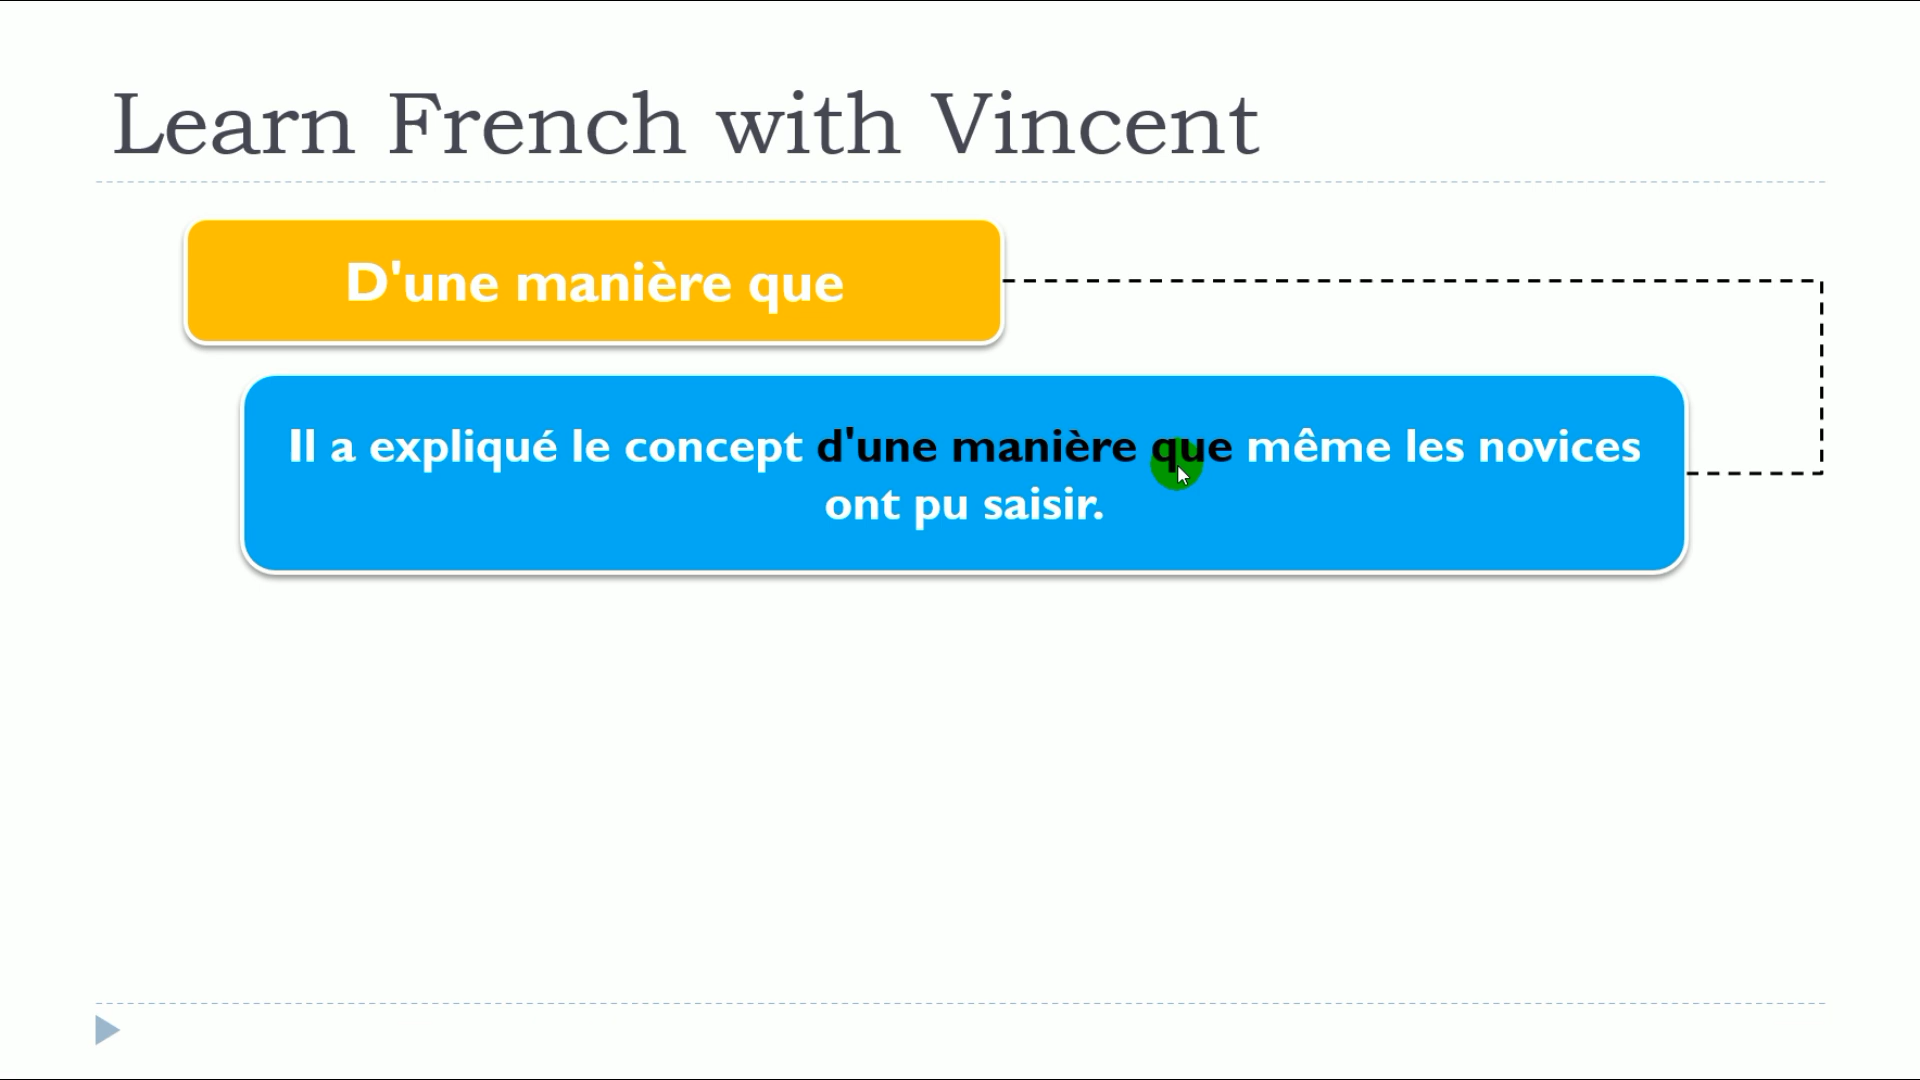 Learn French with Vincent
D'une manière que
Il a expliqué le concept d'une manière que même les novices
ont pu saisir.